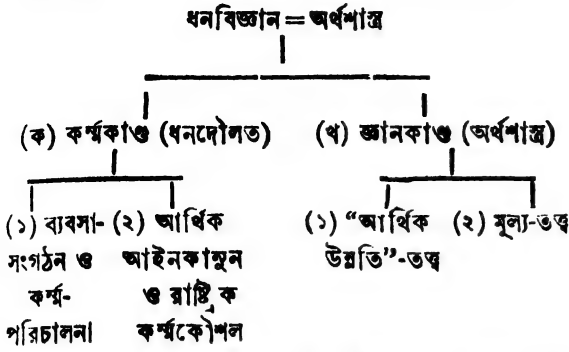 ধনবিজ্ঞান = অর্থশাস্ত্র
(ক) কর্ম্মকাণ্ড (ধনদৌলত) (খ) জ্ঞানকাণ্ড (অর্থশাস্ত্র)
(১) ব্যবসা- (২) আর্থিক (১) “আর্থিক (২) মূল্য-তত্ত্ব
সংগঠন ও আইনকানুন উন্নতি”-তত্ত্ব
কর্ম্ম- ও রাষ্ট্রিক
পরিচালনা কর্ম্মকৌশল